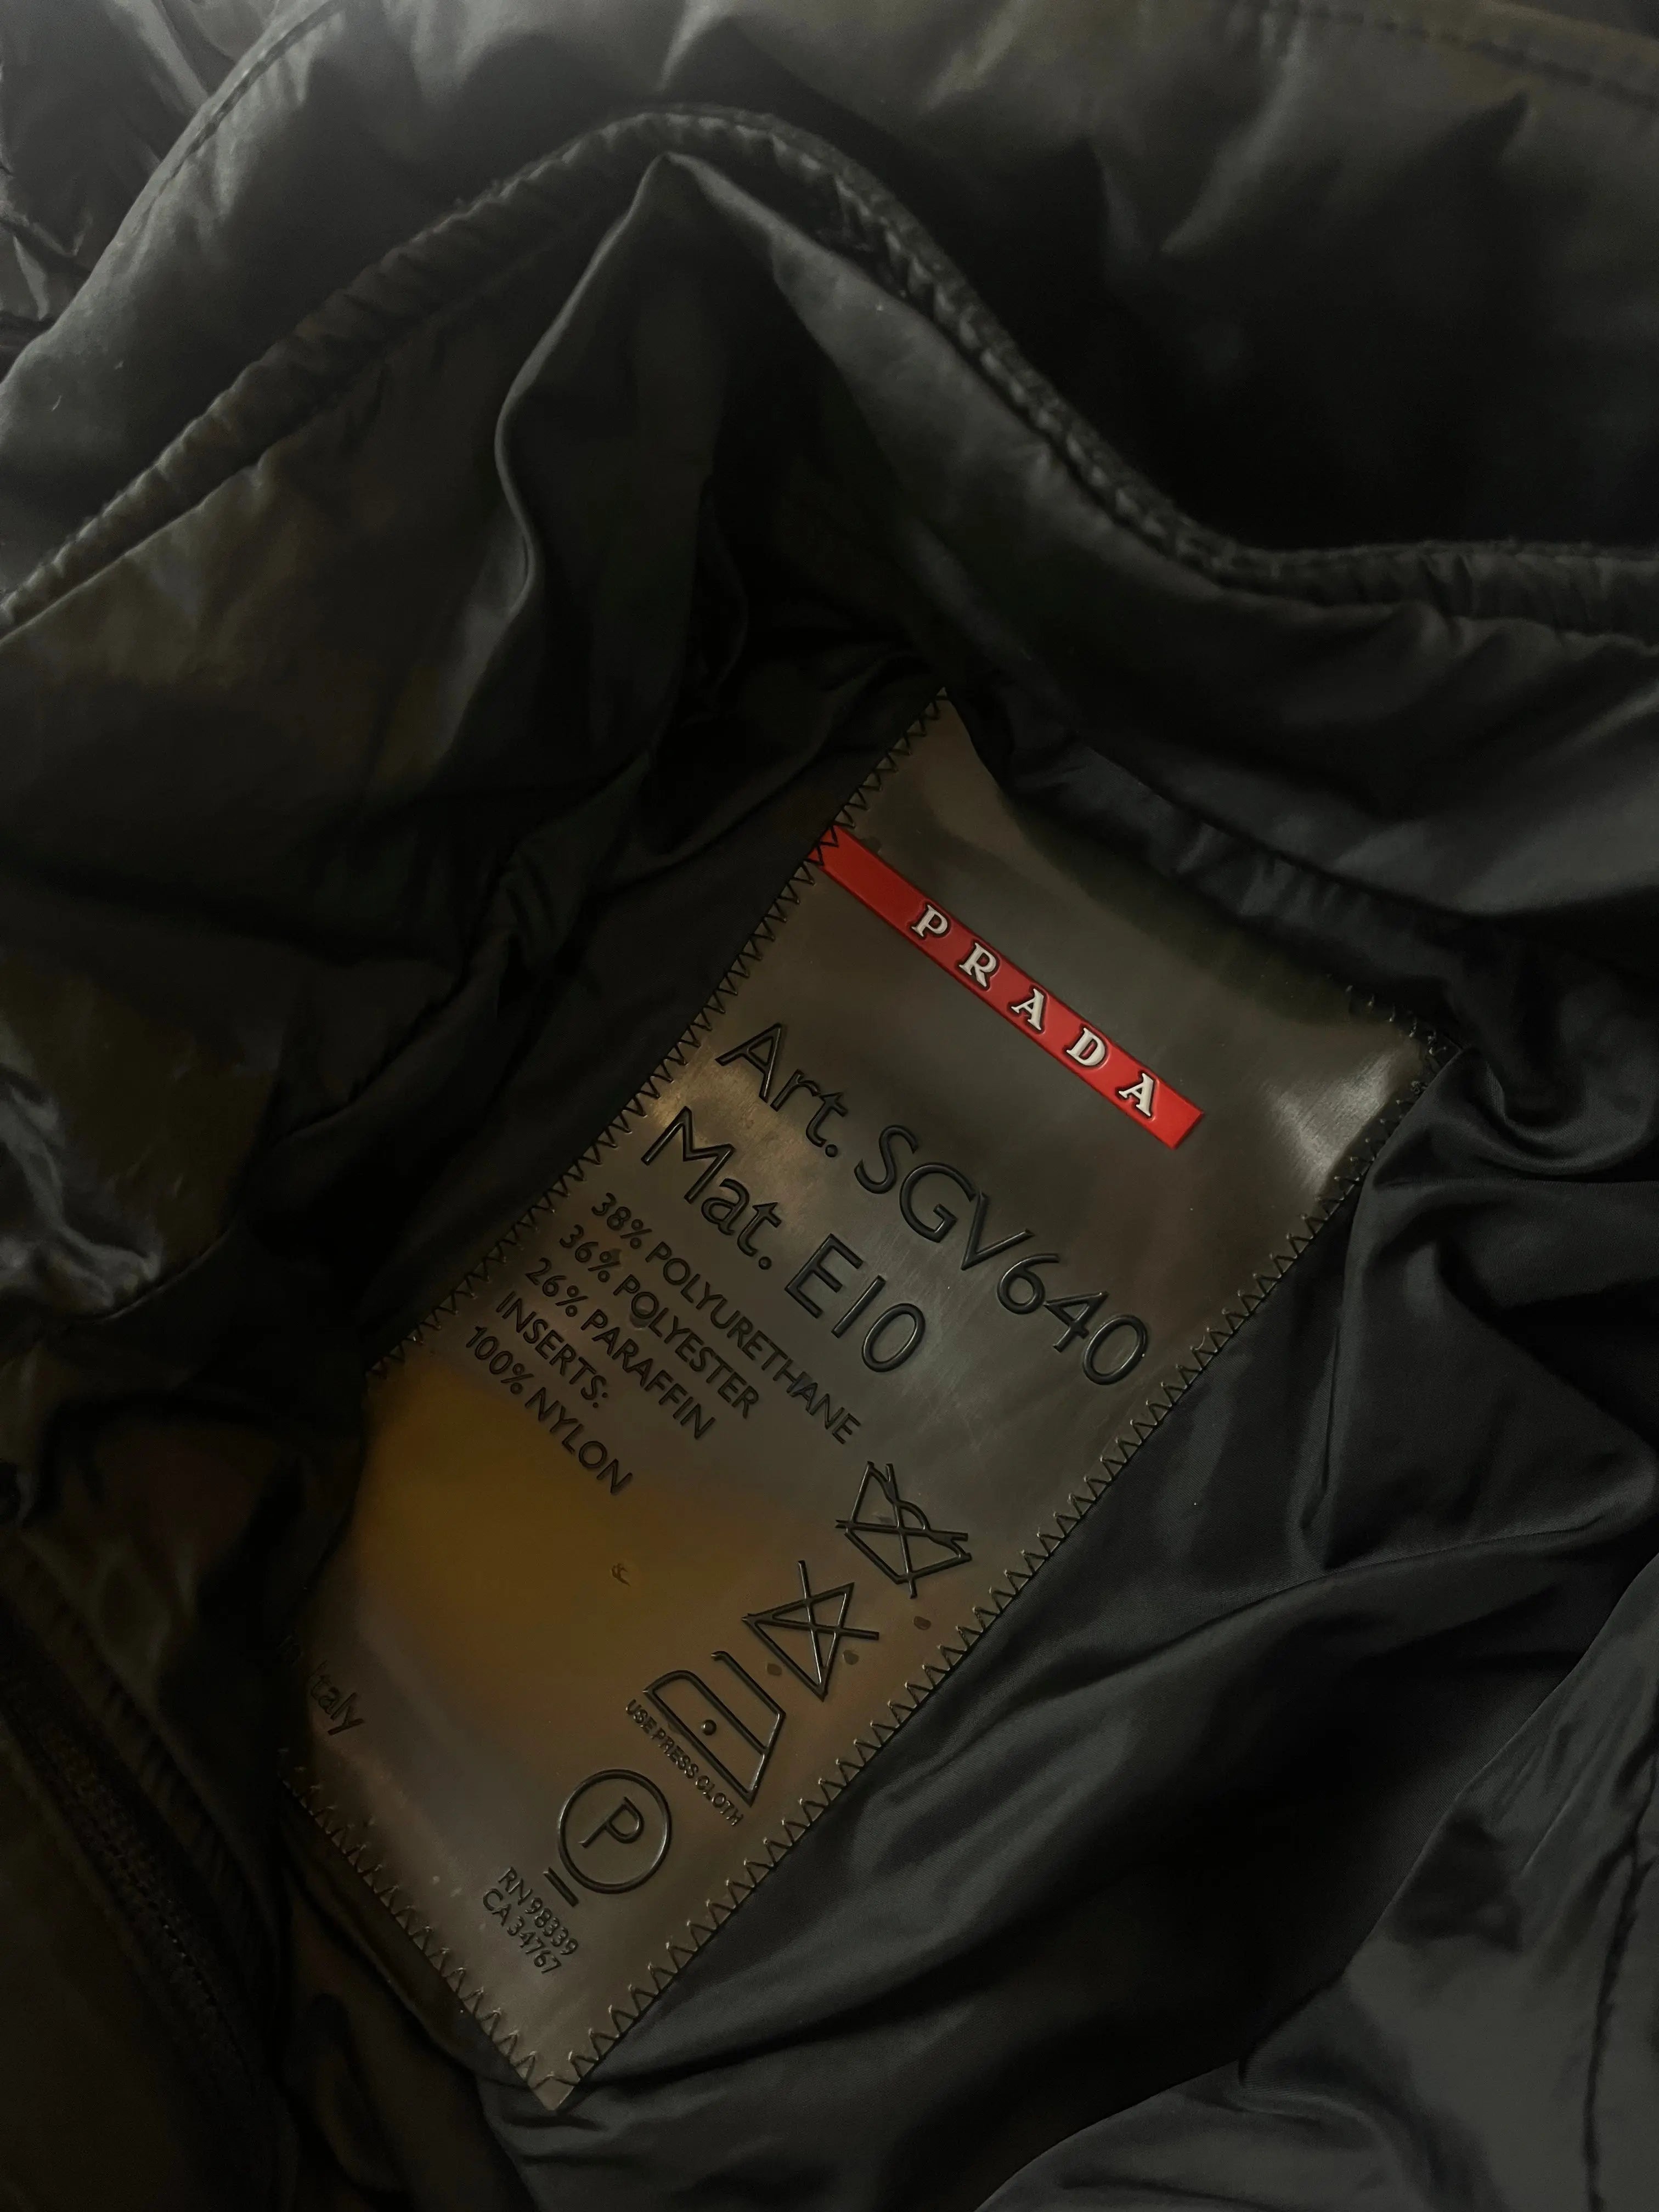 PRADA
Art. SGV640
Mat. E10
38% POLYURETHANE
36% POLYESTER
26% PARAFFIN
INSERTS:
100% NYLON
USE PRESS CLOTH
P
RN 98339
CA 34767
Italy